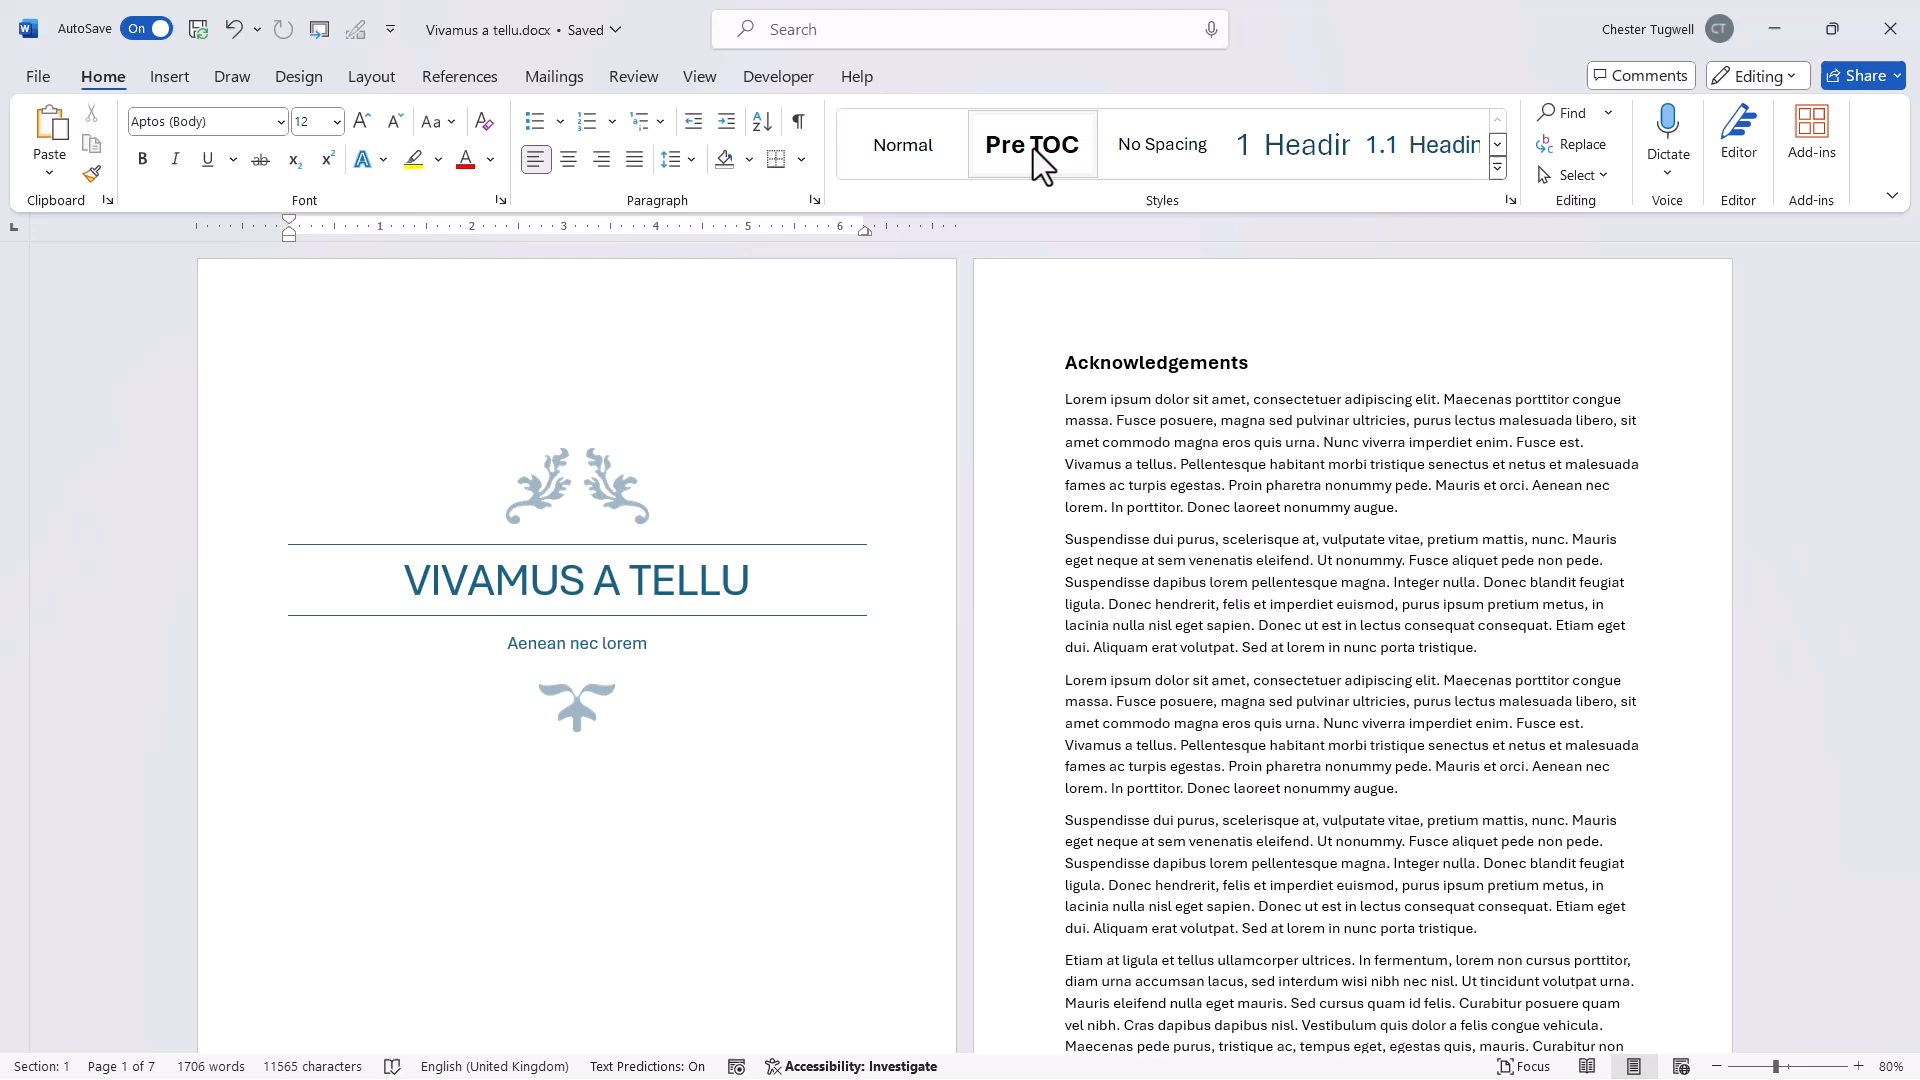 AutoSave On Vivamus a tellu.docx • Saved Search Chester Tugwell CT
File Home Insert Draw Design Layout References Mailings Review View Developer Help Comments Editing Share
Paste
Clipboard
Aptos (Body) 12 Aa
B I U ab x₂ x² A A
Font
Paragraph
Normal Pre TOC No Spacing 1 Headir 1.1 Headin
Styles
Find
Replace
Select
Editing
Dictate
Voice
Editor
Editor
Add-ins
Add-ins
1 2 3 4 5 6
VIVAMUS A TELLU
Aenean nec lorem
Acknowledgements
Lorem ipsum dolor sit amet, consectetuer adipiscing elit. Maecenas porttitor congue
massa. Fusce posuere, magna sed pulvinar ultricies, purus lectus malesuada libero, sit
amet commodo magna eros quis urna. Nunc viverra imperdiet enim. Fusce est.
Vivamus a tellus. Pellentesque habitant morbi tristique senectus et netus et malesuada
fames ac turpis egestas. Proin pharetra nonummy pede. Mauris et orci. Aenean nec
lorem. In porttitor. Donec laoreet nonummy augue.
Suspendisse dui purus, scelerisque at, vulputate vitae, pretium mattis, nunc. Mauris
eget neque at sem venenatis eleifend. Ut nonummy. Fusce aliquet pede non pede.
Suspendisse dapibus lorem pellentesque magna. Integer nulla. Donec blandit feugiat
ligula. Donec hendrerit, felis et imperdiet euismod, purus ipsum pretium metus, in
lacinia nulla nisl eget sapien. Donec ut est in lectus consequat consequat. Etiam eget
dui. Aliquam erat volutpat. Sed at lorem in nunc porta tristique.
Lorem ipsum dolor sit amet, consectetuer adipiscing elit. Maecenas porttitor congue
massa. Fusce posuere, magna sed pulvinar ultricies, purus lectus malesuada libero, sit
amet commodo magna eros quis urna. Nunc viverra imperdiet enim. Fusce est.
Vivamus a tellus. Pellentesque habitant morbi tristique senectus et netus et malesuada
fames ac turpis egestas. Proin pharetra nonummy pede. Mauris et orci. Aenean nec
lorem. In porttitor. Donec laoreet nonummy augue.
Suspendisse dui purus, scelerisque at, vulputate vitae, pretium mattis, nunc. Mauris
eget neque at sem venenatis eleifend. Ut nonummy. Fusce aliquet pede non pede.
Suspendisse dapibus lorem pellentesque magna. Integer nulla. Donec blandit feugiat
ligula. Donec hendrerit, felis et imperdiet euismod, purus ipsum pretium metus, in
lacinia nulla nisl eget sapien. Donec ut est in lectus consequat consequat. Etiam eget
dui. Aliquam erat volutpat. Sed at lorem in nunc porta tristique.
Etiam at ligula et tellus ullamcorper ultrices. In fermentum, lorem non cursus porttitor,
diam urna accumsan lacus, sed interdum wisi nibh nec nisl. Ut tincidunt volutpat urna.
Mauris eleifend nulla eget mauris. Sed cursus quam id felis. Curabitur posuere quam
vel nibh. Cras dapibus dapibus nisl. Vestibulum quis dolor a felis congue vehicula.
Maecenas pede purus, tristique ac, tempus eget, egestas quis, mauris. Curabitur non
Section: 1 Page 1 of 7 1706 words 11565 characters English (United Kingdom) Text Predictions: On Accessibility: Investigate Focus 80%